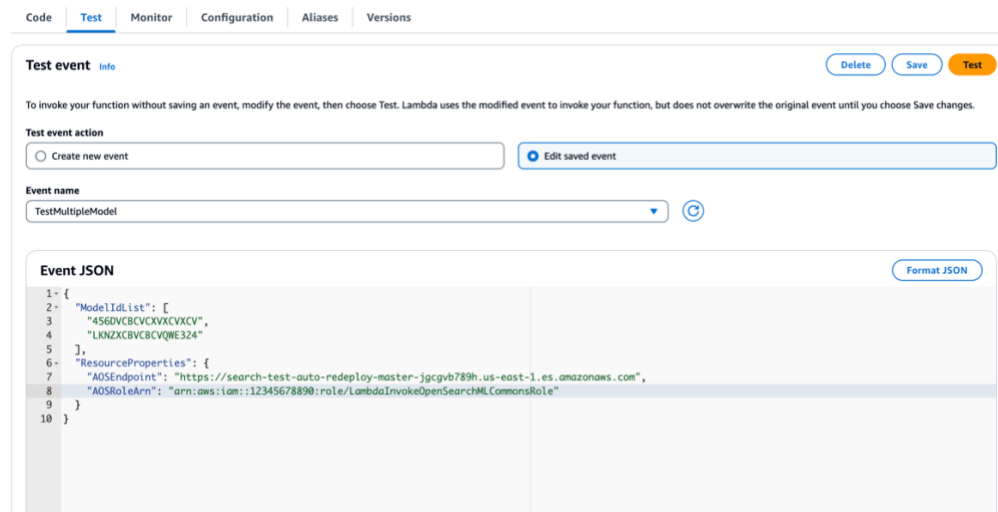 Code Test Monitor Configuration Aliases Versions
Test event Info Delete Save Test
To invoke your function without saving an event, modify the event, then choose Test. Lambda uses the modified event to invoke your function, but does not overwrite the original event until you choose Save changes.
Test event action
Create new event Edit saved event
Event name
TestMultipleModel
Event JSON Format JSON
1 {
2 "ModelIdList": [
3 "456DVCBCVCXVXCVXCV",
4 "LKNZXCBVCBCVQWE324"
5 ],
6 "ResourceProperties": {
7 "AOSEndpoint": "https://search-test-auto-redeploy-master-jgcgvb789h.us-east-1.es.amazonaws.com",
8 "AOSRoleArn": "arn:aws:iam::12345678890:role/LambdaInvokeOpenSearchMLCommonsRole"
9 }
10 }